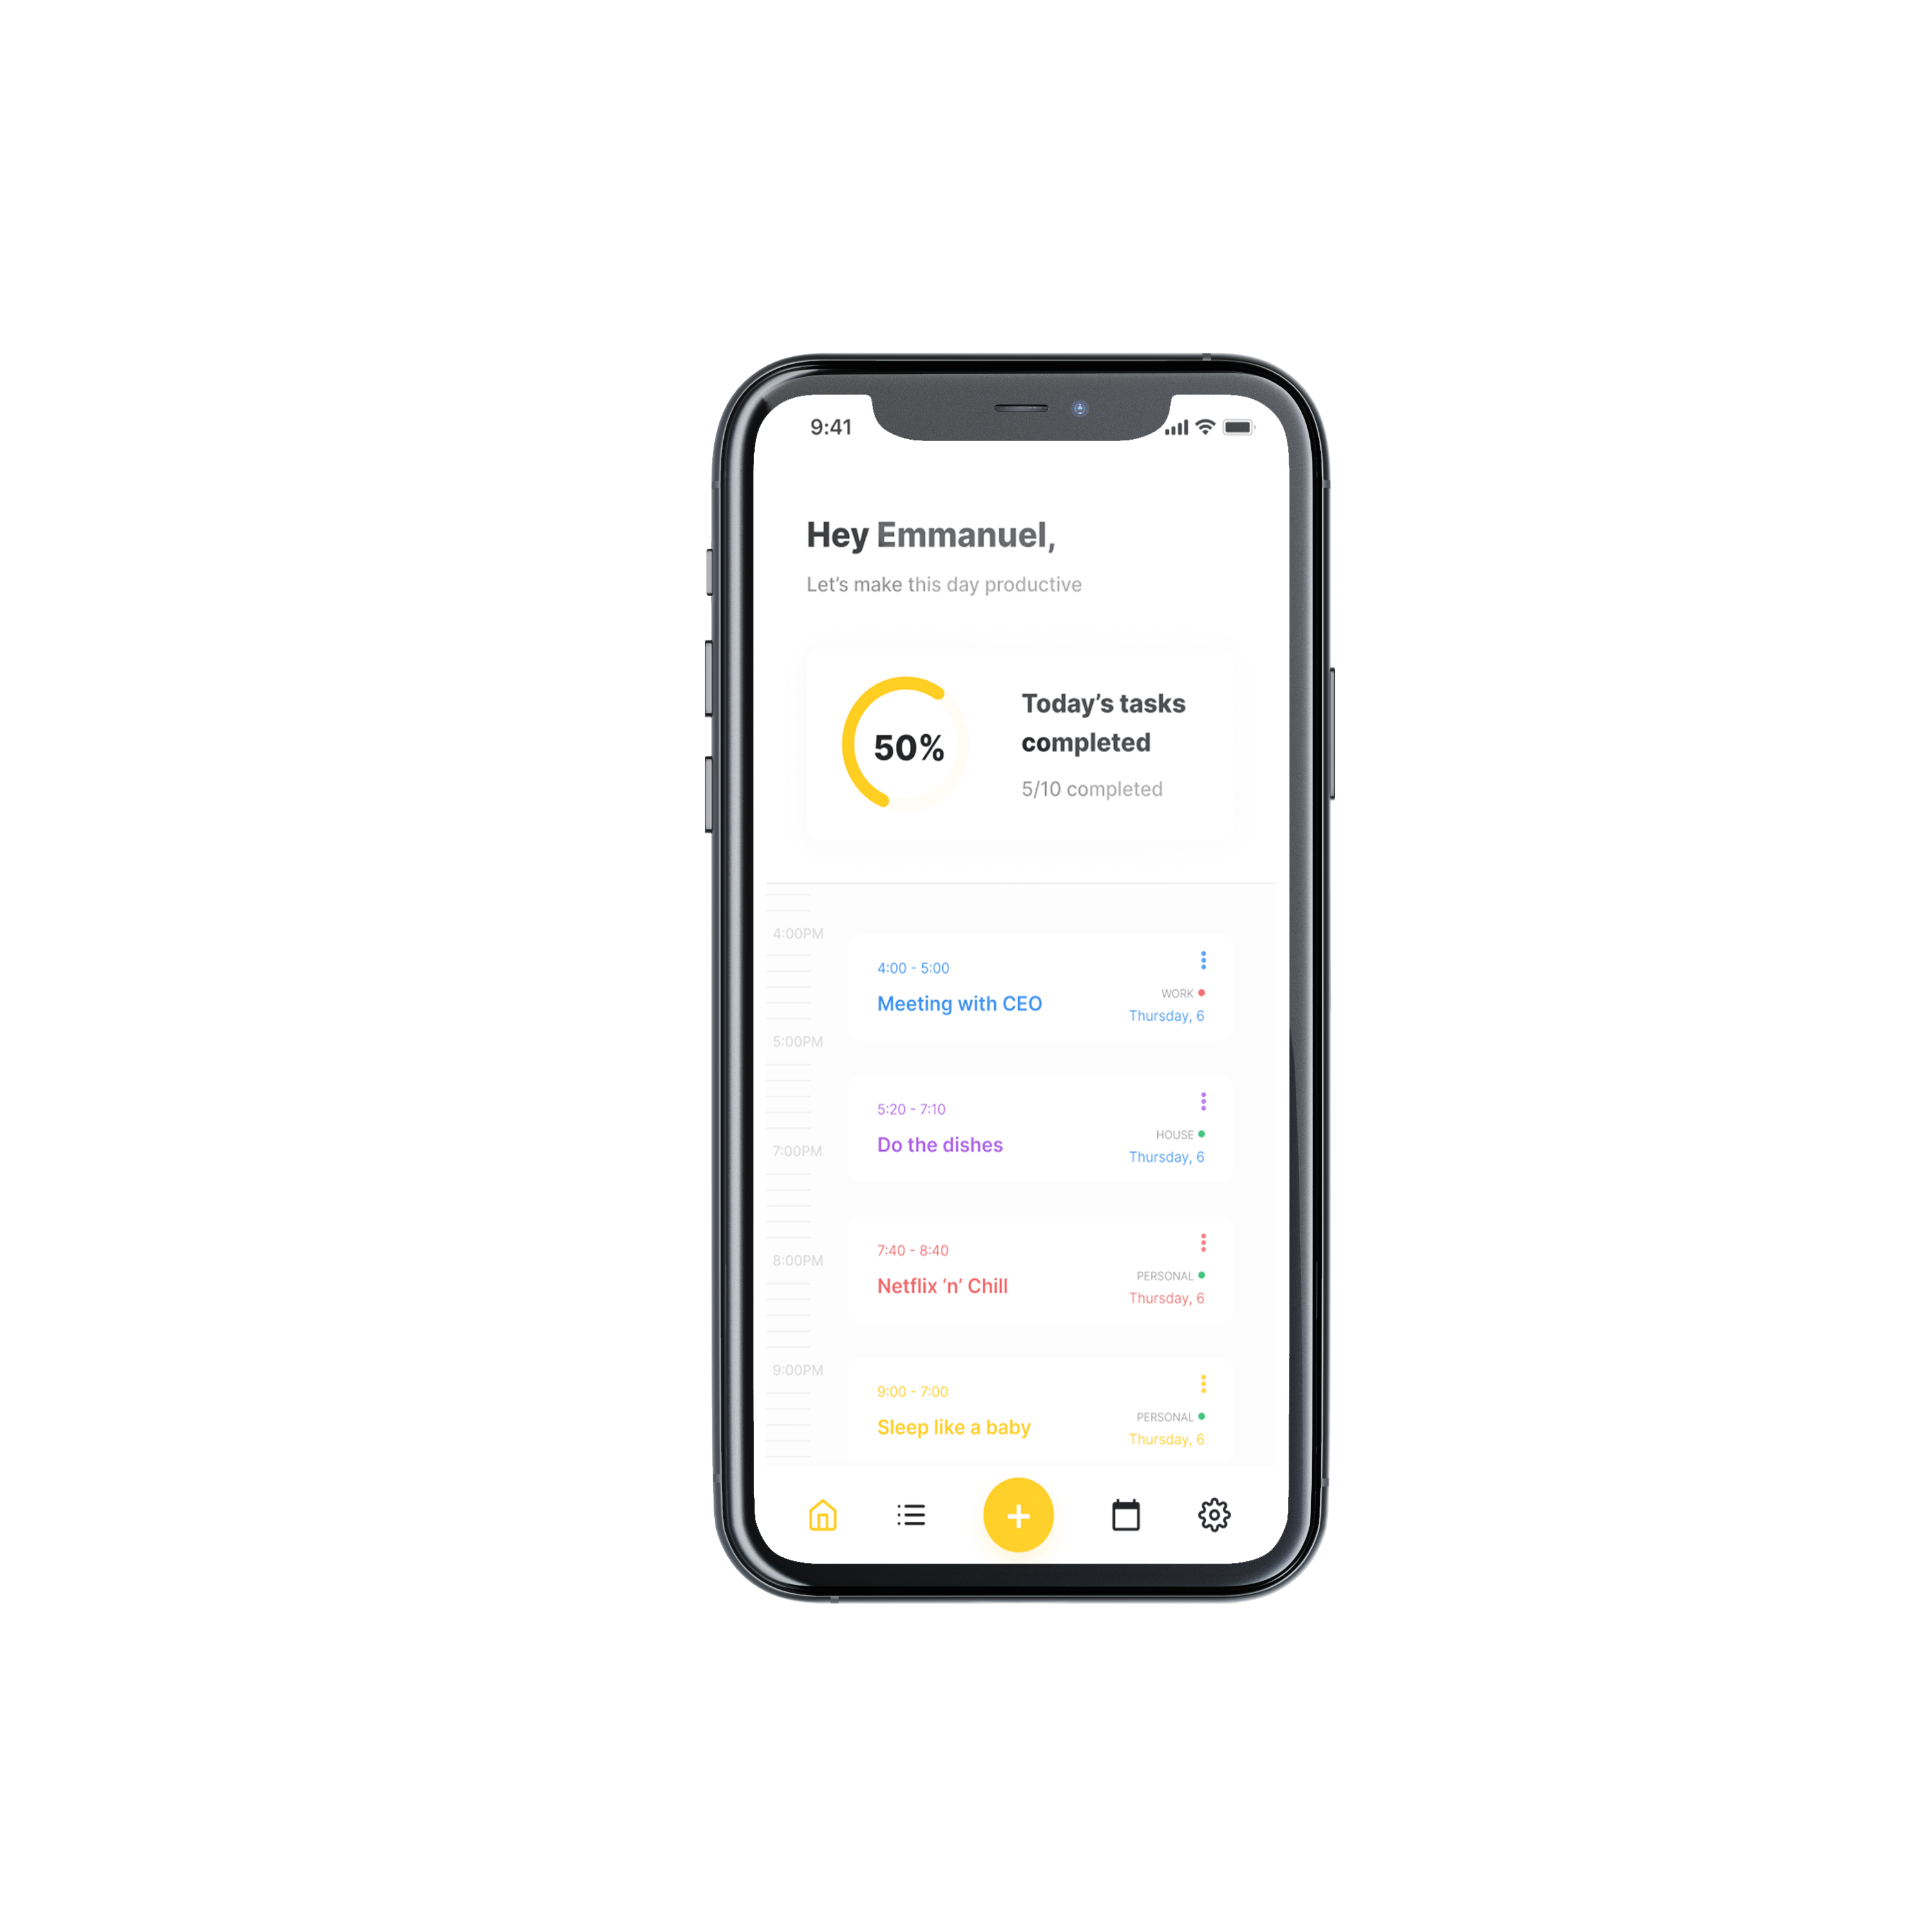 9:41
Hey Emmanuel,
Let's make this day productive
50%
Today's tasks
completed
5/10 completed
4:00PM
4:00 - 5:00
Meeting with CEO
WORK
Thursday, 6
5:00PM
5:20 - 7:10
Do the dishes
HOUSE
Thursday, 6
7:00PM
7:40 - 8:40
Netflix ‘n’ Chill
PERSONAL
Thursday, 6
8:00PM
9:00PM
9:00 - 7:00
Sleep like a baby
PERSONAL
Thursday, 6